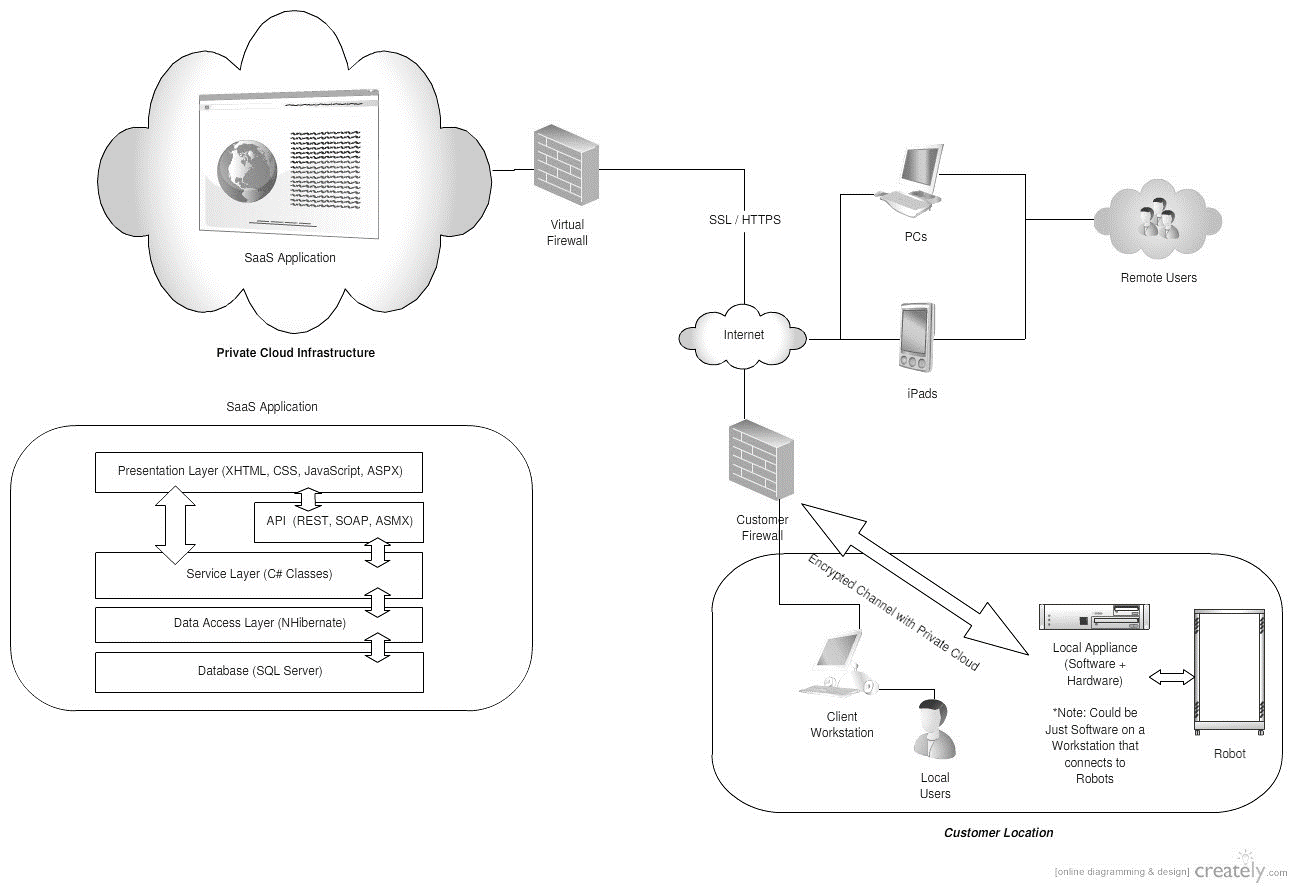 SaaS Application
Private Cloud Infrastructure
Virtual
Firewall
SSL / HTTPS
Internet
PCs
iPads
Remote Users
SaaS Application
Presentation Layer (XHTML, CSS, JavaScript, ASPX)
API (REST, SOAP, ASMX)
Service Layer (C# Classes)
Data Access Layer (NHibernate)
Database (SQL Server)
Customer
Firewall
Encrypted Channel with Private Cloud
Client
Workstation
Local
Users
Local Appliance
(Software +
Hardware)
*Note: Could be
Just Software on a
Workstation that
connects to
Robots
Robot
Customer Location
[online diagramming & design] creately.com